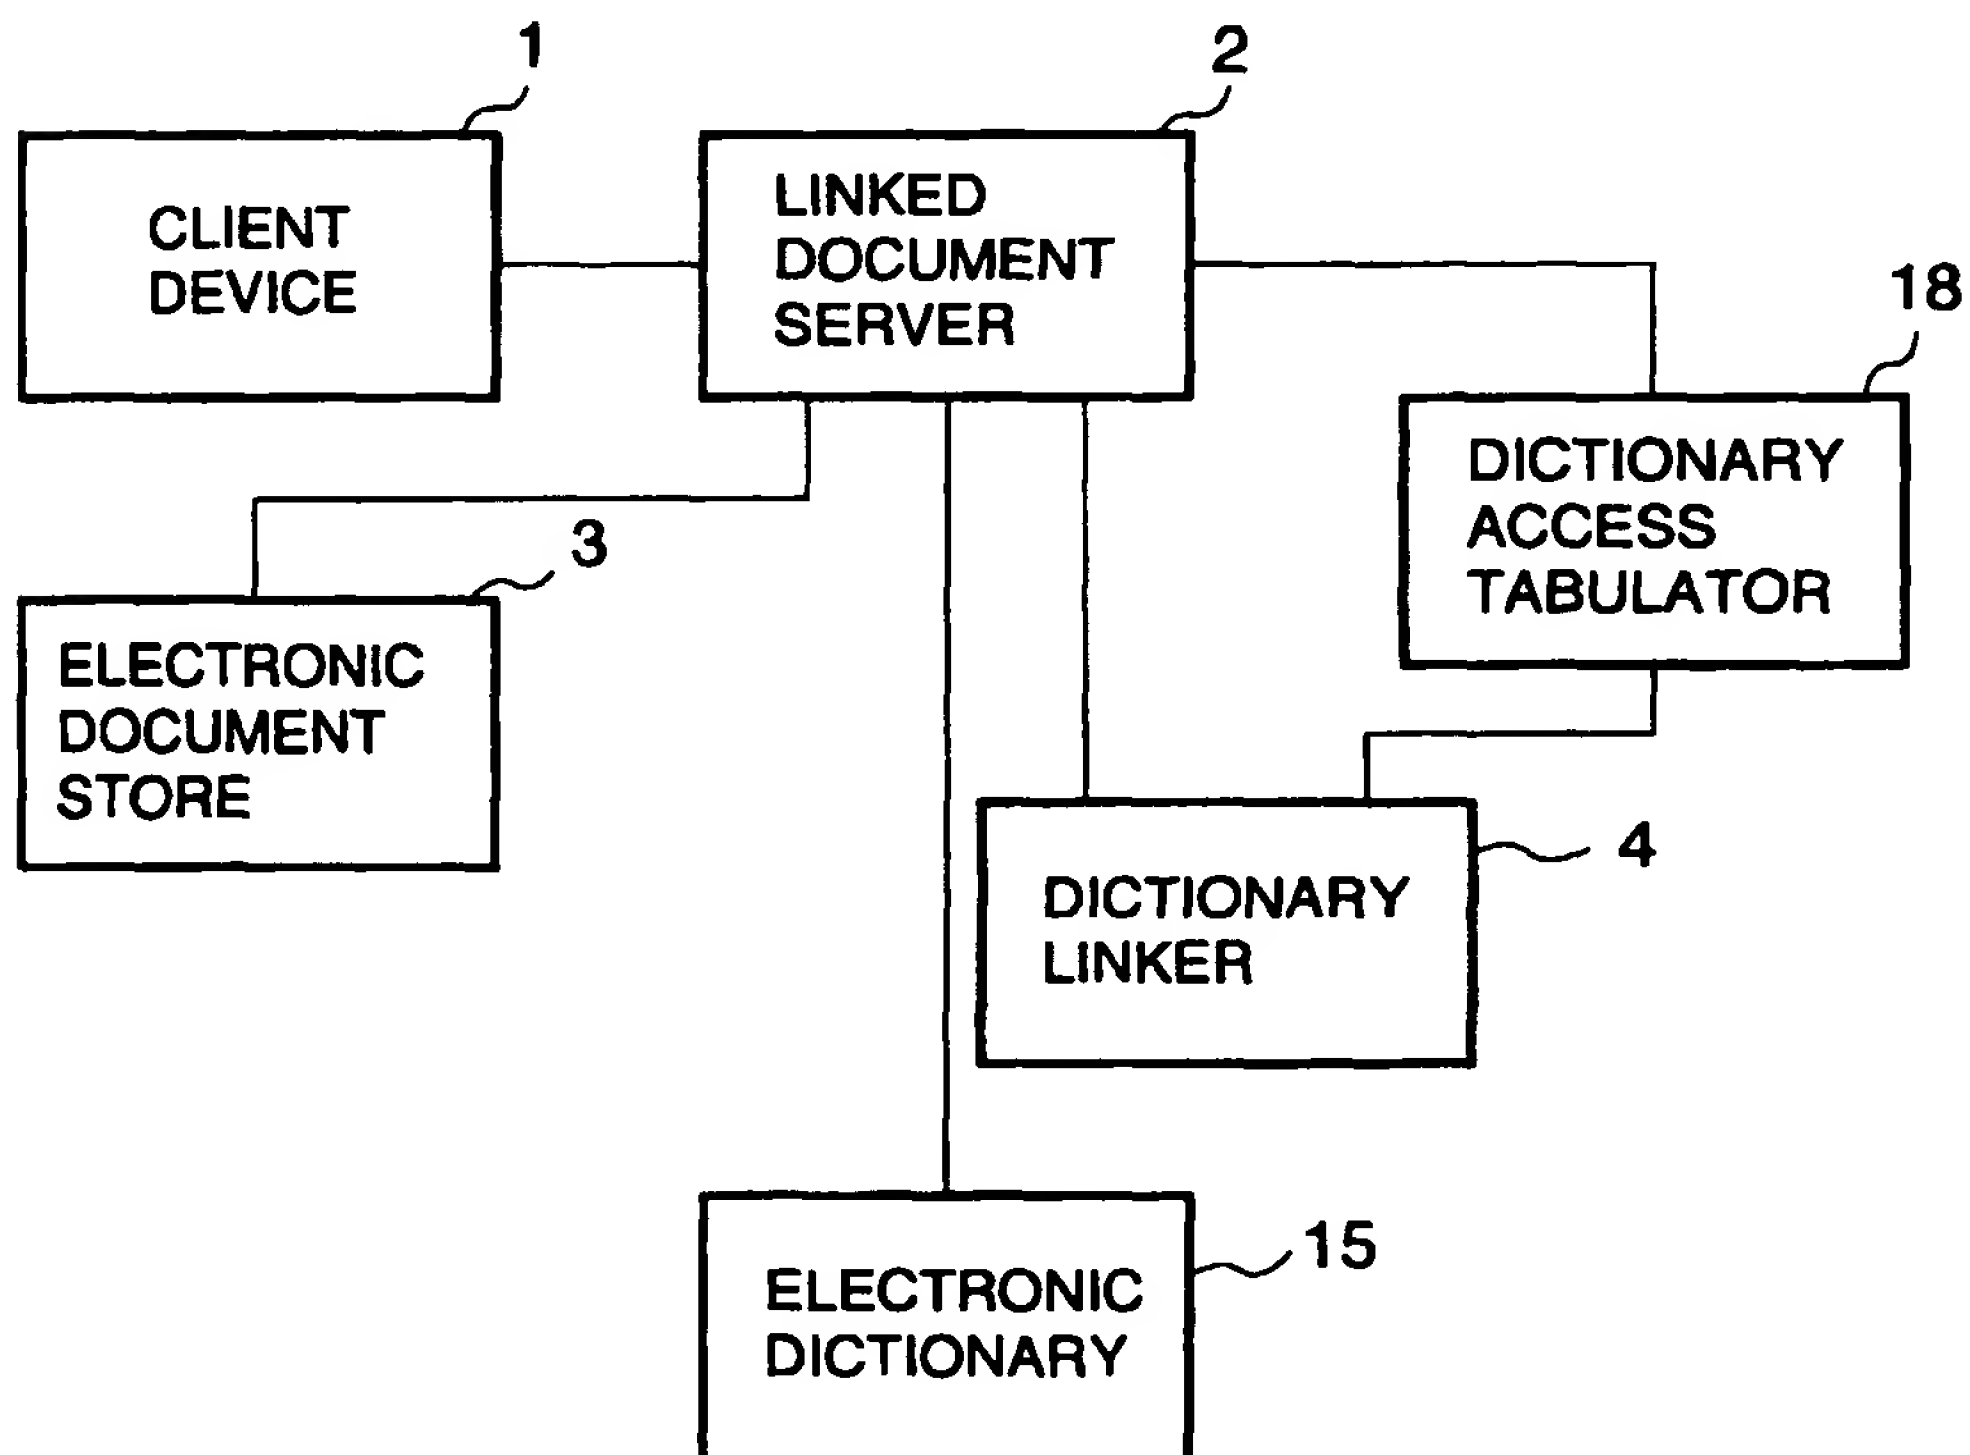 1
CLIENT
DEVICE
2
LINKED
DOCUMENT
SERVER
18
DICTIONARY
ACCESS
TABULATOR
3
ELECTRONIC
DOCUMENT
STORE
4
DICTIONARY
LINKER
15
ELECTRONIC
DICTIONARY